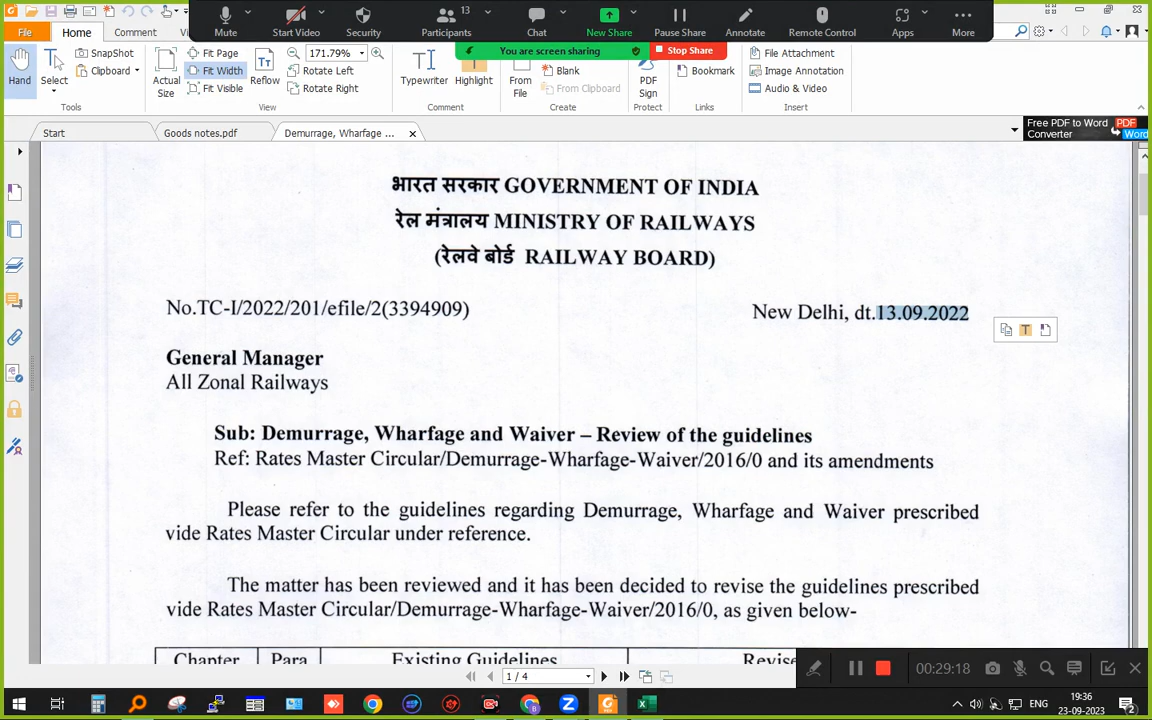 Mute
Start Video
Security
Participants
13
Chat
New Share
Pause Share
Annotate
Remote Control
Apps
More
You are screen sharing
Stop Share
File
Home
Comment
Hand
Select
SnapShot
Clipboard
Tools
Actual Size
Fit Page
Fit Width
Fit Visible
Reflow
171.79%
Rotate Left
Rotate Right
View
Typewriter
Highlight
Comment
From File
Blank
From Clipboard
Create
PDF Sign
Protect
Bookmark
Links
File Attachment
Image Annotation
Audio & Video
Insert
Start
Goods notes.pdf
Demurrage, Wharfage ...
Free PDF to Word Converter
PDF
Word
भारत सरकार GOVERNMENT OF INDIA
रेल मंत्रालय MINISTRY OF RAILWAYS
(रेलवे बोर्ड RAILWAY BOARD)
No.TC-I/2022/201/efile/2(3394909)
New Delhi, dt.13.09.2022
General Manager
All Zonal Railways
Sub: Demurrage, Wharfage and Waiver – Review of the guidelines
Ref: Rates Master Circular/Demurrage-Wharfage-Waiver/2016/0 and its amendments
Please refer to the guidelines regarding Demurrage, Wharfage and Waiver prescribed
vide Rates Master Circular under reference.
The matter has been reviewed and it has been decided to revise the guidelines prescribed
vide Rates Master Circular/Demurrage-Wharfage-Waiver/2016/0, as given below-
Chapter
Para
Existing Guidelines
1 / 4
00:29:18
ENG
19:36
23-09-2023
2